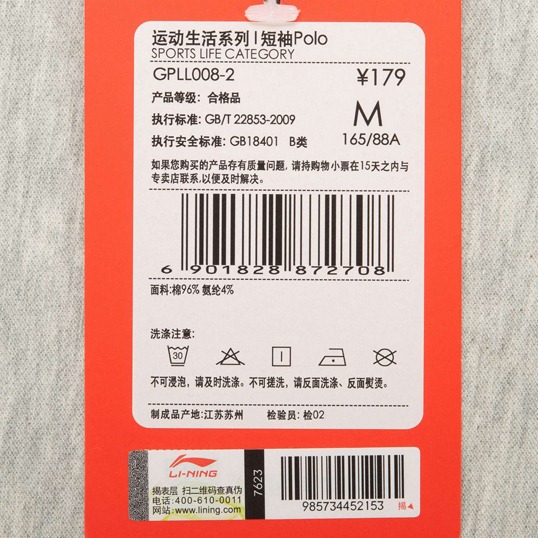 运动生活系列 | 短袖Polo
SPORTS LIFE CATEGORY
GPLL008-2
¥179
产品等级: 合格品
M
执行标准: GB/T 22853-2009
执行安全标准: GB18401 B类
165/88A
如果您购买的产品存有质量问题, 请持购物小票在15天之内与
专卖店联系,以便及时解决。
6 901828 872708
面料:棉96% 氨纶4%
洗涤注意:
30
不可浸泡, 请及时洗涤。不可搓洗, 请反面洗涤、反面熨烫。
制成品产地: 江苏苏州 检验员: 检02
LI-NING
揭表层 扫二维码查真伪
电话:400-610-0011
网站:www.lining.com
7623
985734452153
揭